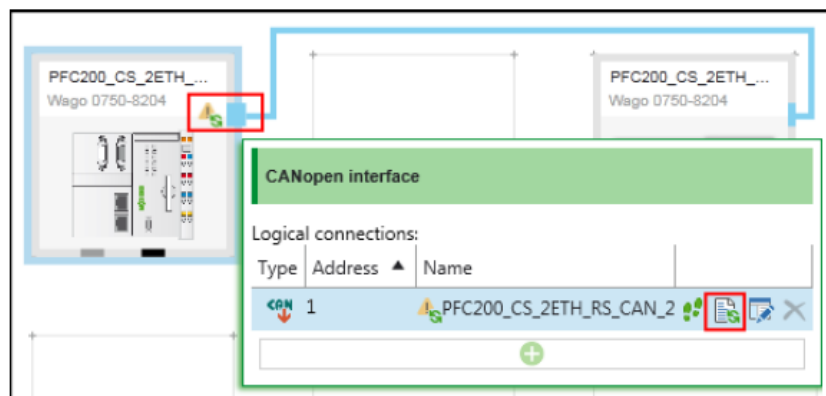 PFC200_CS_2ETH_...
Wago 0750-8204
PFC200_CS_2ETH_...
Wago 0750-8204
CANopen interface
Logical connections:
Type Address Name
CAN 1 PFC200_CS_2ETH_RS_CAN_2